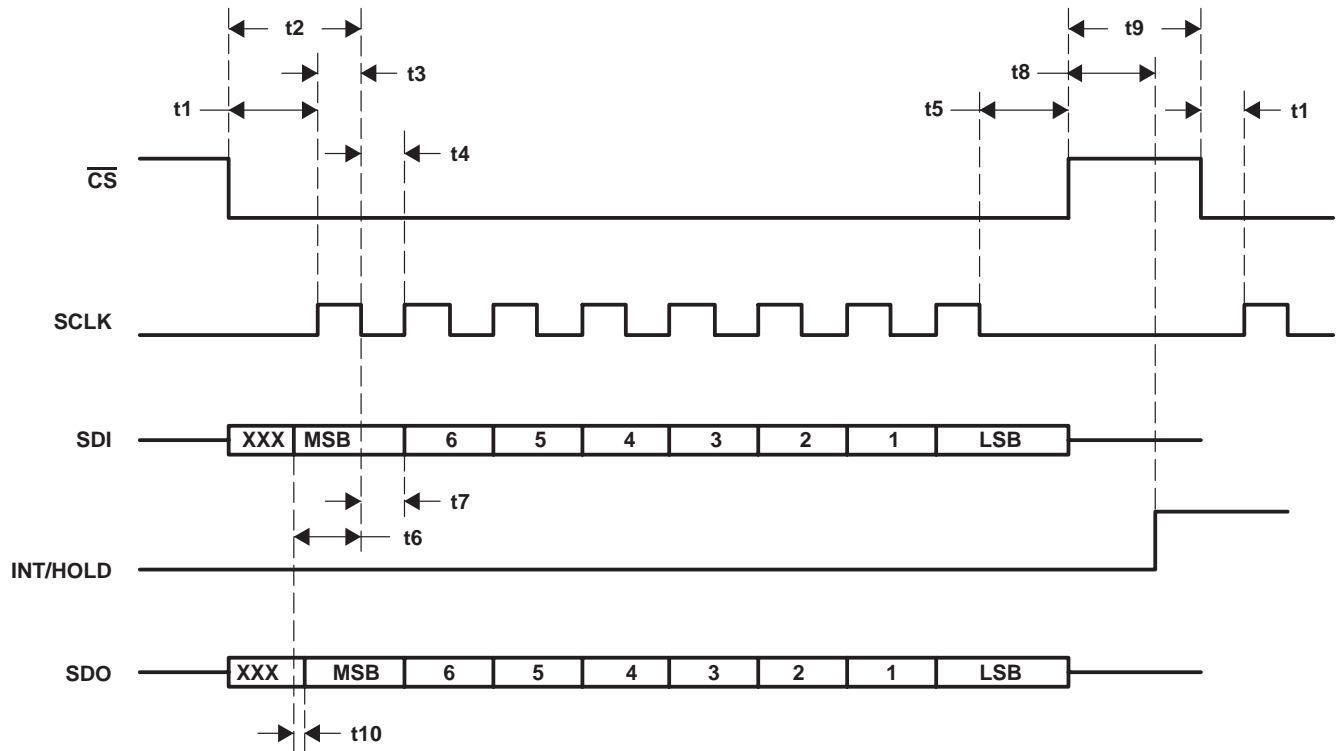 t2
t9
t3
t8
t1
t5
t1
t4
CS
SCLK
SDI
XXX MSB 6 5 4 3 2 1 LSB
t7
t6
INT/HOLD
SDO
XXX MSB 6 5 4 3 2 1 LSB
t10